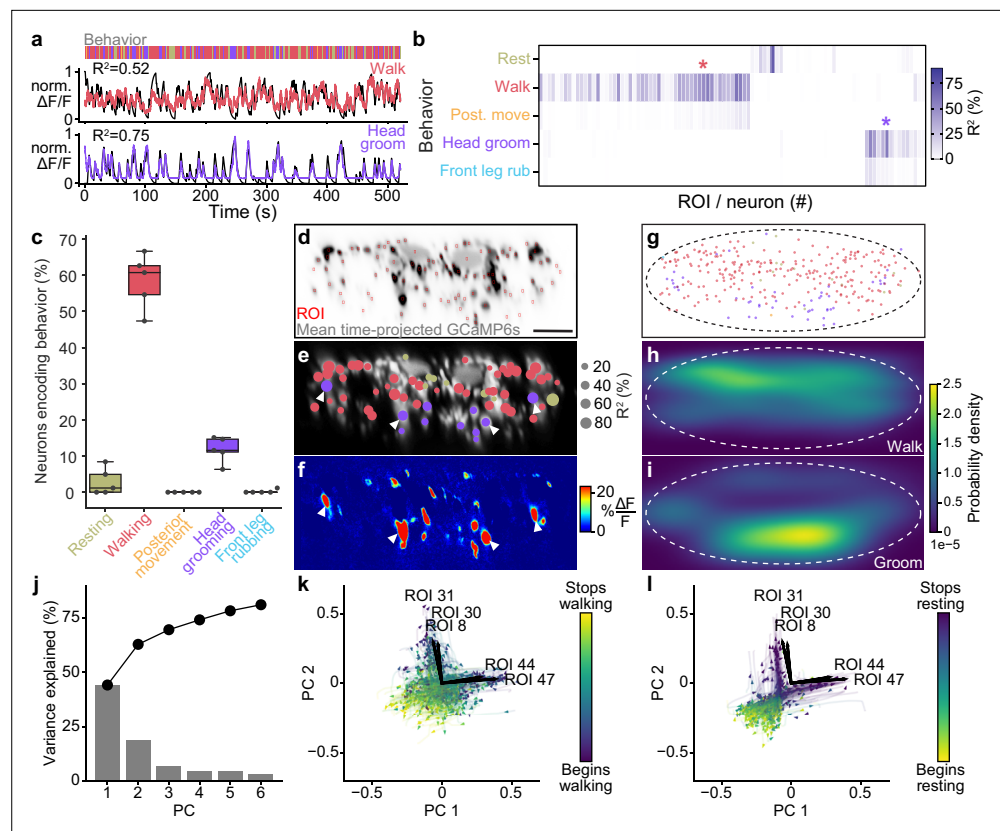 a
Behavior
R²=0.52
Walk
1
norm.
ΔF/F
0
R²=0.75
Head
groom
1
norm.
ΔF/F
0
0 100 200 300 400 500
Time (s)
b
Behavior
Rest
Walk
Post. move
Head groom
Front leg rub
*
*
ROI / neuron (#)
75
50
25
0
R² (%)
c
Neurons encoding behavior (%)
70
60
50
40
30
20
10
0
Resting
Walking
Posterior
movement
Head
grooming
Front leg
rubbing
d
ROI
Mean time-projected GCaMP6s
e
20
40
60
80
R² (%)
f
20
%
0
ΔF
F
g
h
Walk
i
Groom
2.5
2.0
1.5
1.0
0.5
0
1e−5
Probability density
j
Variance explained (%)
75
50
25
0
1 2 3 4 5 6
PC
k
ROI 31
ROI 30
ROI 8
ROI 44
ROI 47
PC 2
0.5
0
−0.5
−0.5 0 0.5
PC 1
Stops
walking
Begins
walking
l
ROI 31
ROI 30
ROI 8
ROI 44
ROI 47
PC 2
0.5
0
−0.5
−0.5 0 0.5
PC 1
Stops
resting
Begins
resting